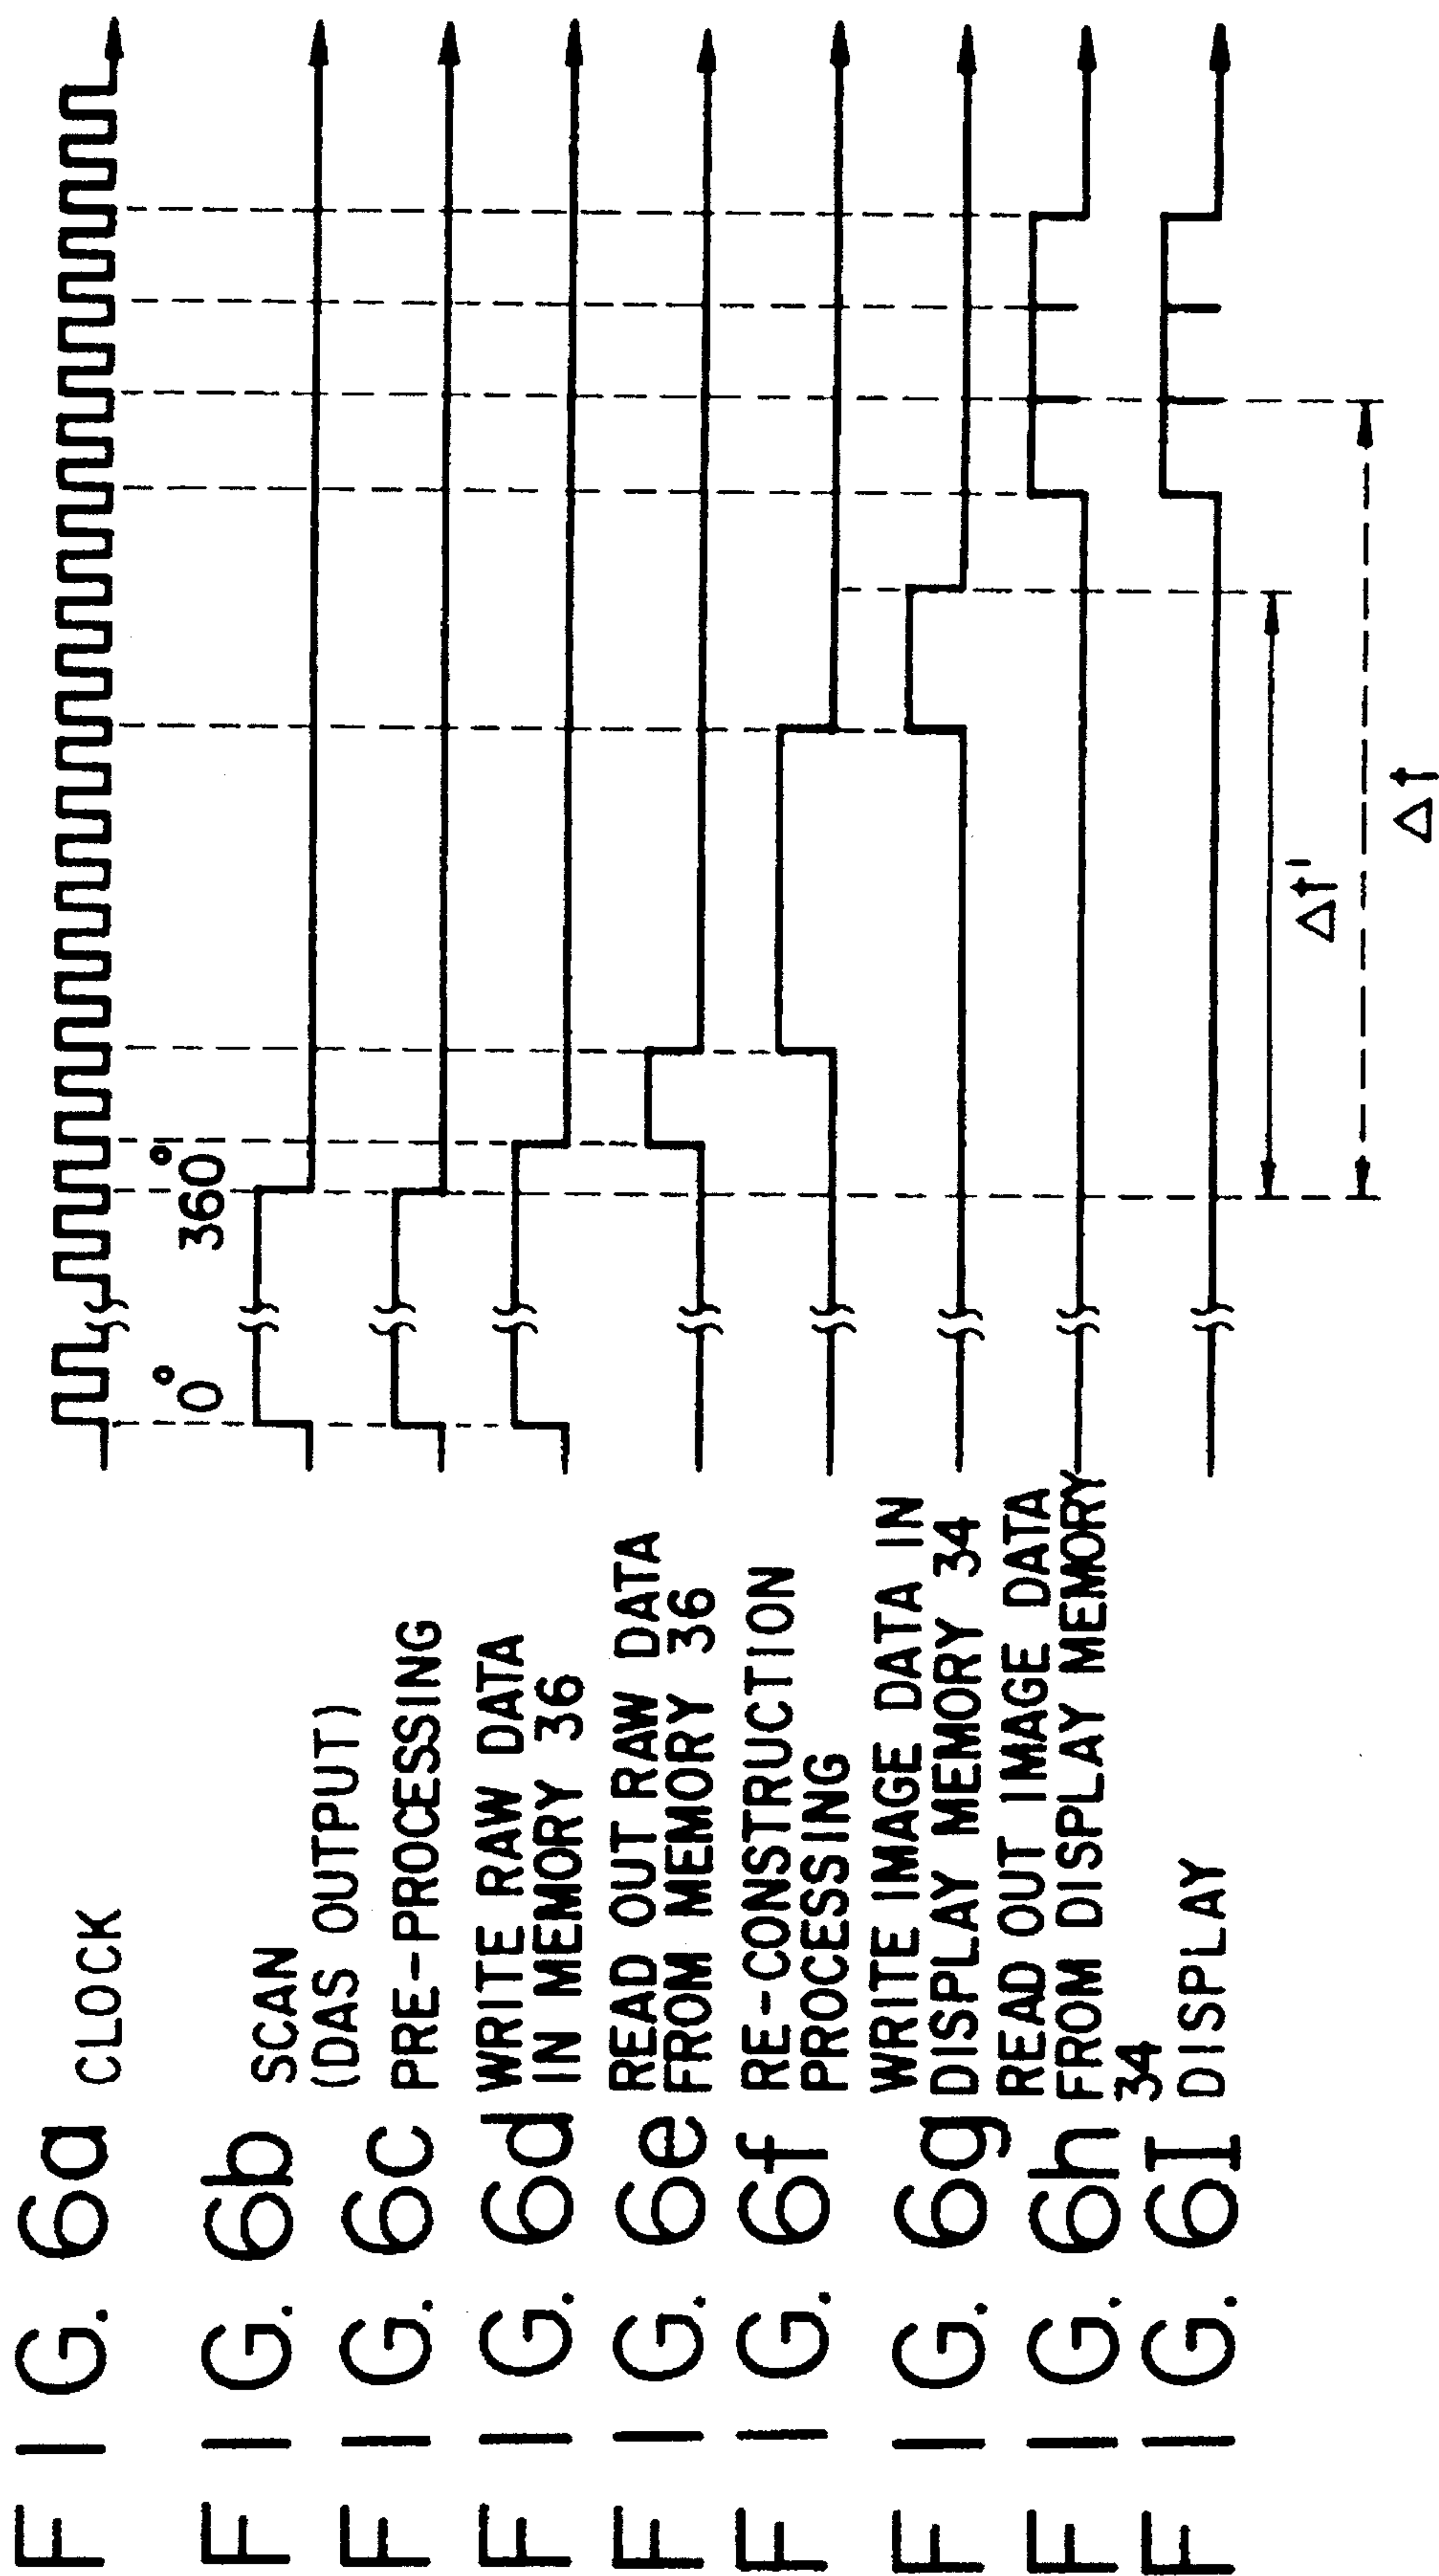 FIG. 6a CLOCK
0° 360°
FIG. 6b SCAN
(DAS OUTPUT)
FIG. 6c PRE-PROCESSING
FIG. 6d WRITE RAW DATA
IN MEMORY 36
FIG. 6e READ OUT RAW DATA
FROM MEMORY 36
FIG. 6f RE-CONSTRUCTION
PROCESSING
FIG. 6g WRITE IMAGE DATA IN
DISPLAY MEMORY 34
FIG. 6h READ OUT IMAGE DATA
FROM DISPLAY MEMORY
34
FIG. 6I DISPLAY
Δt'
Δt